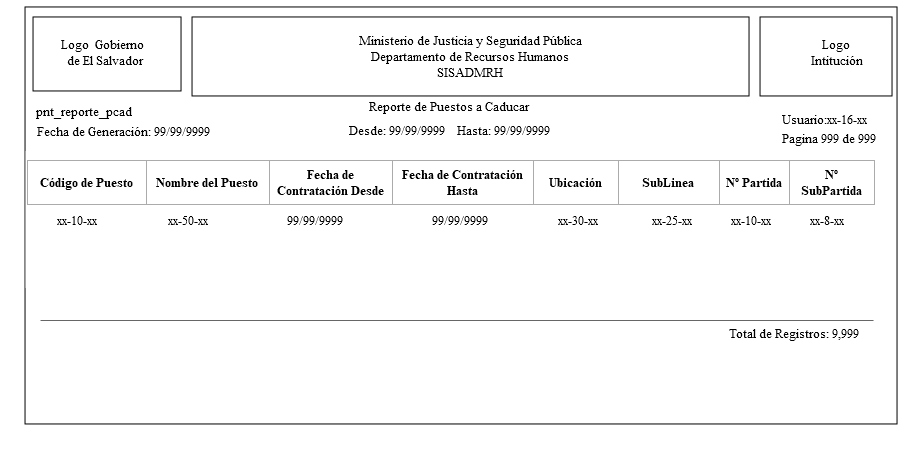 Logo Gobierno
de El Salvador
Ministerio de Justicia y Seguridad Pública
Departamento de Recursos Humanos
SISADMRH
Logo
Intitución
pnt_reporte_pcad
Reporte de Puestos a Caducar
Usuario:xx-16-xx
Fecha de Generación: 99/99/9999
Desde: 99/99/9999 Hasta: 99/99/9999
Pagina 999 de 999
Código de Puesto
Nombre del Puesto
Fecha de
Contratación Desde
Fecha de Contratación
Hasta
Ubicación
SubLinea
Nº Partida
Nº
SubPartida
xx-10-xx xx-50-xx 99/99/9999 99/99/9999 xx-30-xx xx-25-xx xx-10-xx xx-8-xx
Total de Registros: 9,999